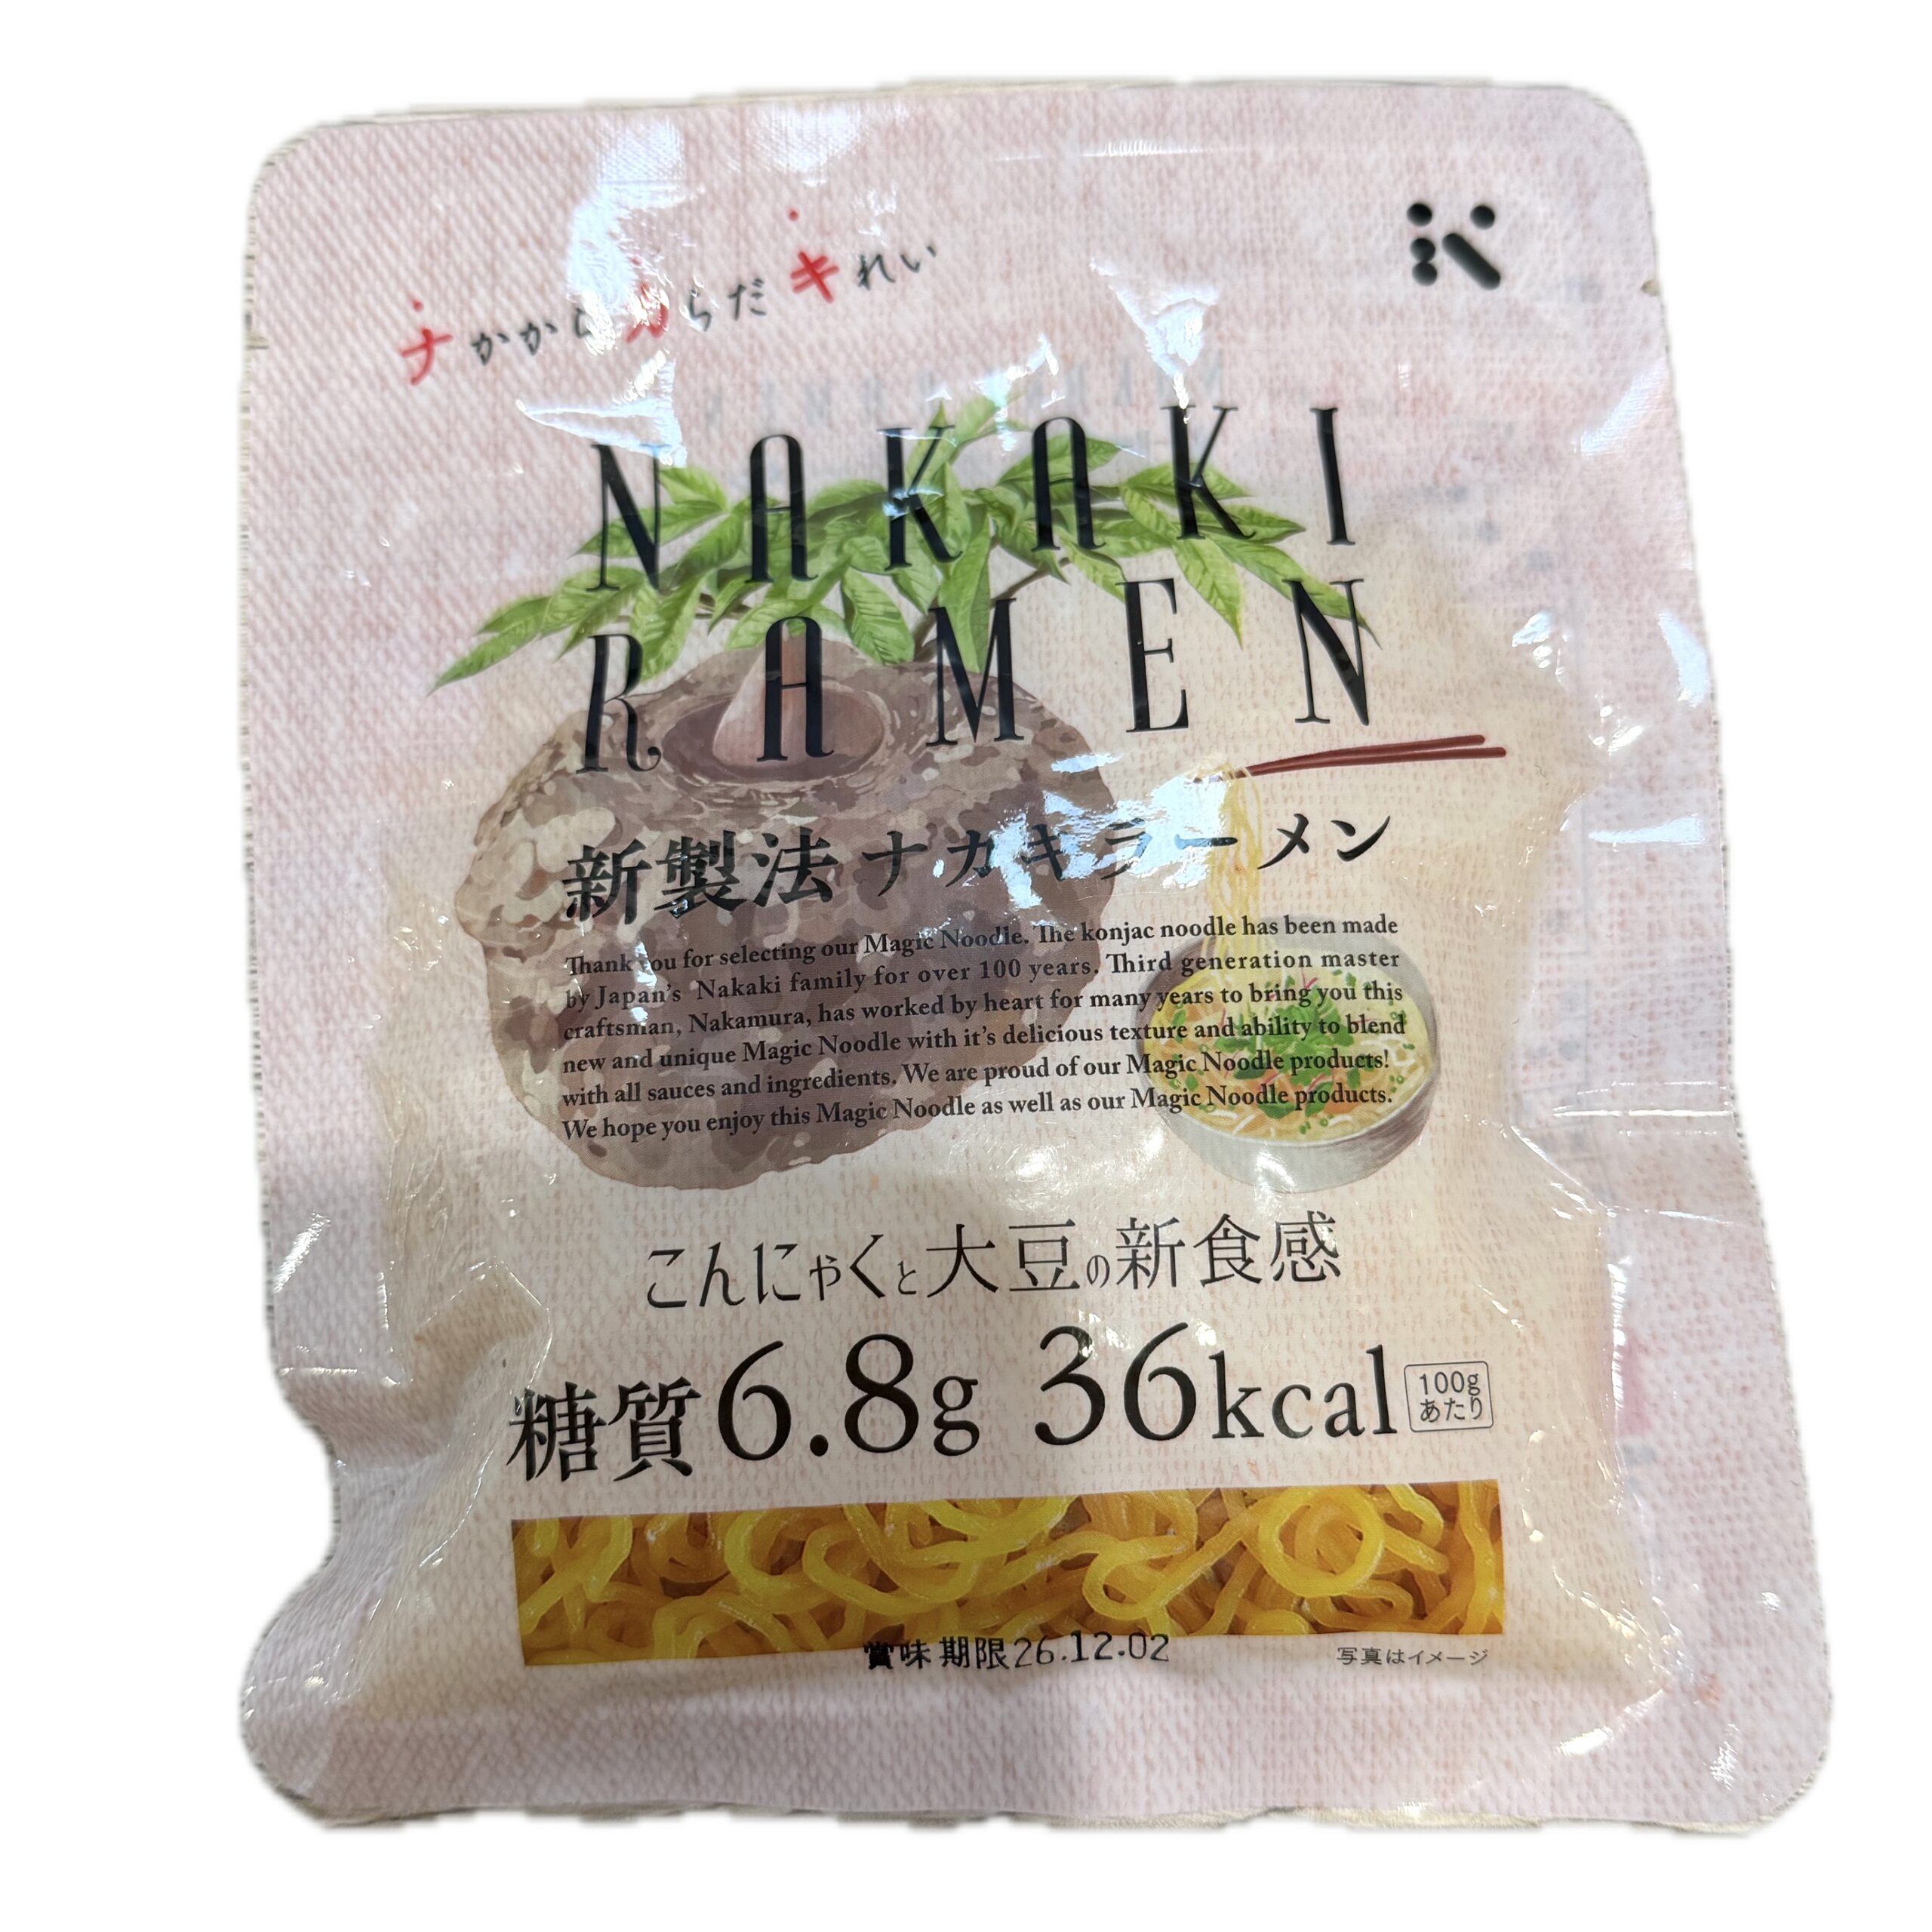 ナかからカらだキれい
NAKAKI
RAMEN
新製法ナカキラーメン
Thank you for selecting our Magic Noodle. The konjac noodle has been made
by Japan's Nakaki family for over 100 years. Third generation master
craftsman, Nakamura, has worked by heart for many years to bring you this
new and unique Magic Noodle with it's delicious texture and ability to blend
with all sauces and ingredients. We are proud of our Magic Noodle products!
We hope you enjoy this Magic Noodle as well as our Magic Noodle products.
こんにゃくと大豆の新食感
糖質6.8g 36kcal 100gあたり
賞味期限26.12.02
写真はイメージ